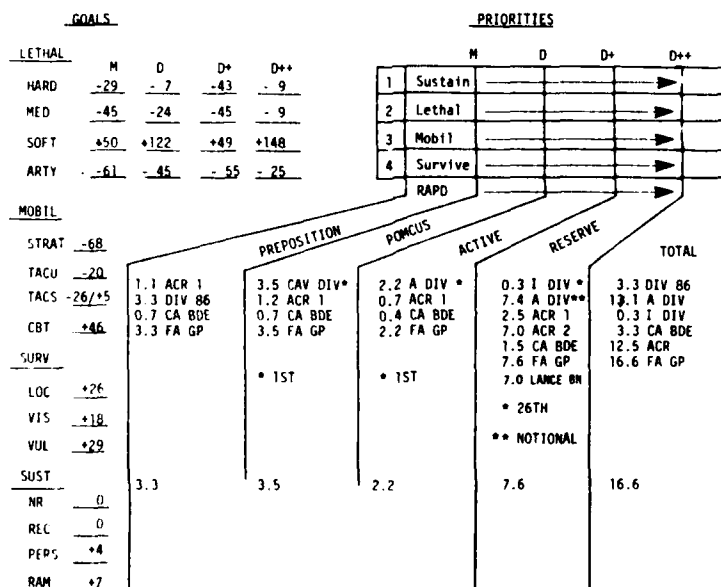 GOALS
LETHAL
M D D+ D++
HARD -29 - 7 -43 - 9
MED -45 -24 -45 - 9
SOFT +50 +122 +49 +148
ARTY -61 - 45 - 55 - 25
MOBIL
STRAT -68
TACU -20
TACS -26/+5
CBT +46
SURV
LOC +26
VIS +18
VUL +29
SUST
NR 0
REC 0
PERS +4
RAM +7
PRIORITIES
M D D+ D++
1 Sustain
2 Lethal
3 Mobil
4 Survive
RAPD
PREPOSITION
1.1 ACR 1
3.3 DIV 86
0.7 CA BDE
3.3 FA GP
3.3
POMCUS
3.5 CAV DIV*
1.2 ACR 1
0.7 CA BDE
3.5 FA GP
* 1ST
3.5
ACTIVE
2.2 A DIV *
0.7 ACR 1
0.4 CA BDE
2.2 FA GP
* 1ST
2.2
RESERVE
0.3 I DIV *
7.4 A DIV**
2.5 ACR 1
7.0 ACR 2
1.5 CA BDE
7.6 FA GP
7.0 LANCE BN
* 26TH
** NOTIONAL
7.6
TOTAL
3.3 DIV 86
13.1 A DIV
0.3 I DIV
3.3 CA BDE
12.5 ACR
16.6 FA GP
16.6